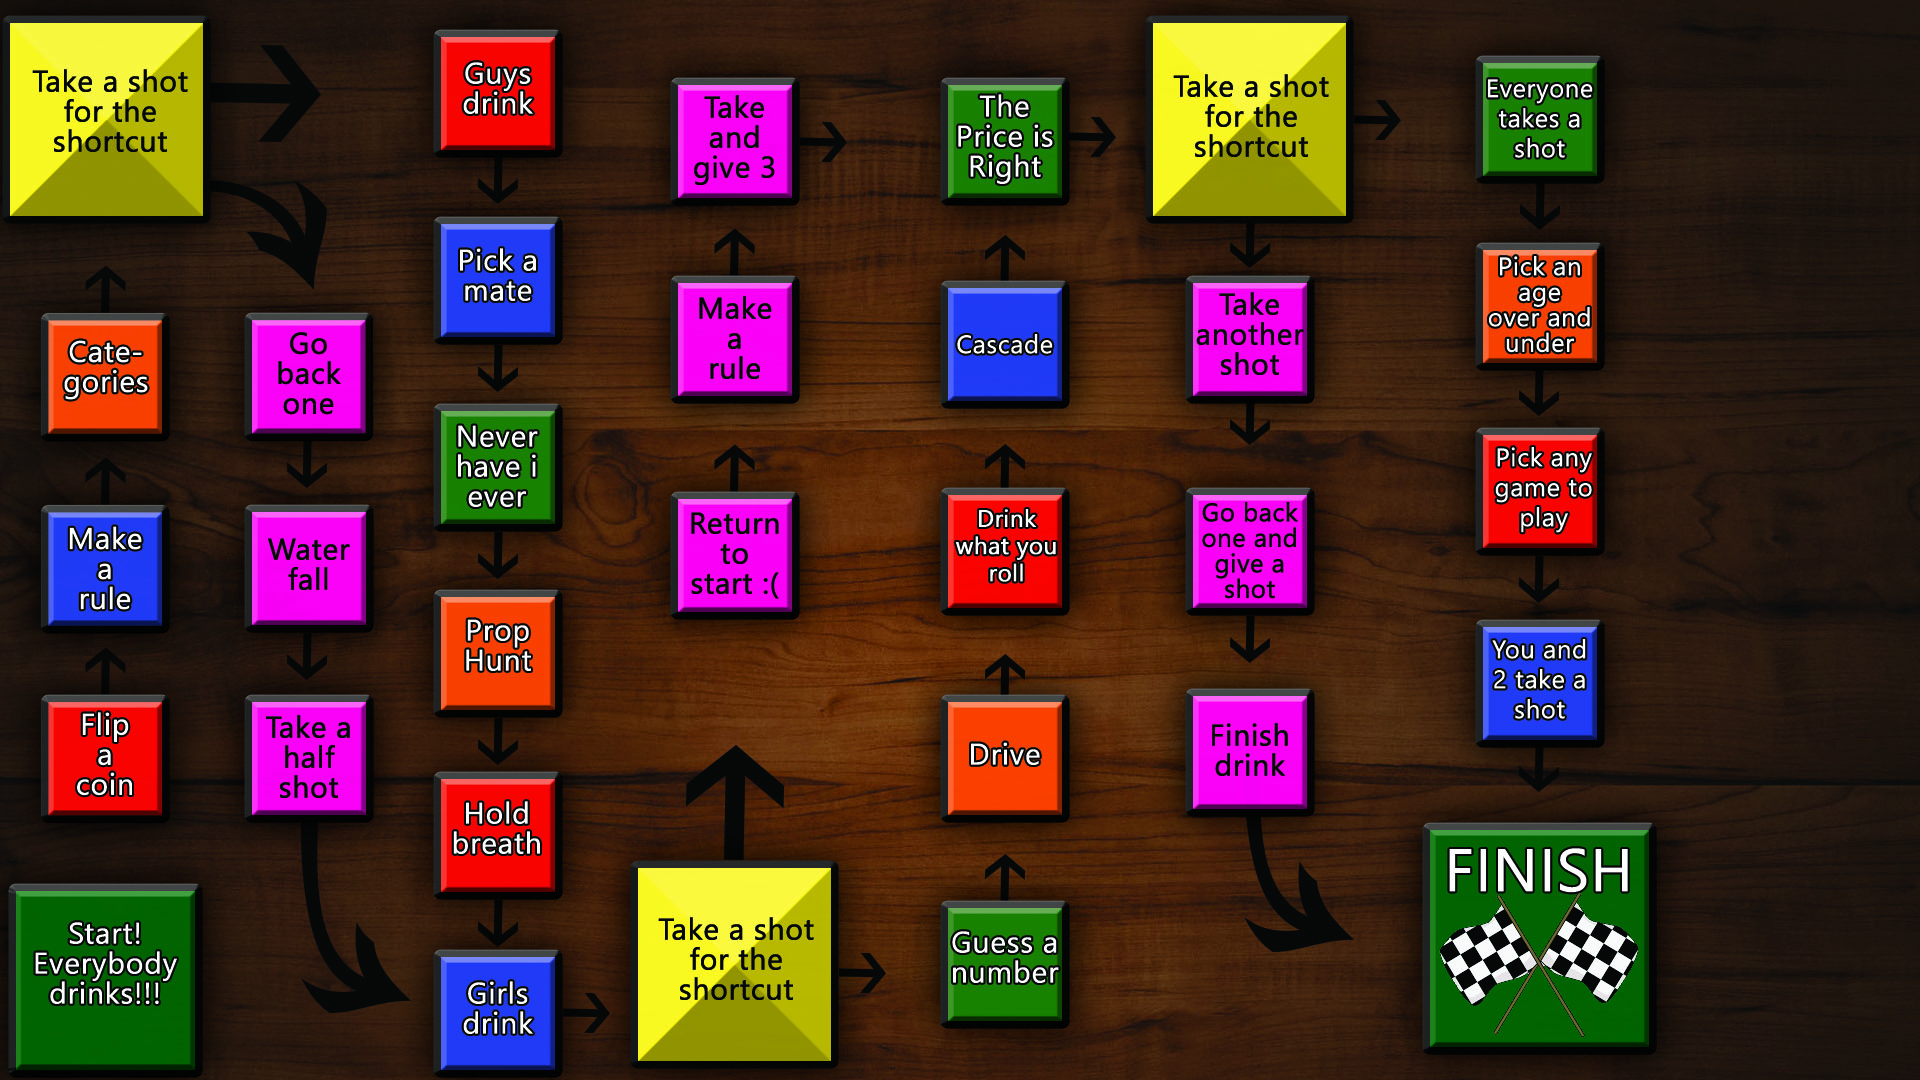 Take a shot
for the
shortcut
Cate-
gories
Make
a
rule
Flip
a
coin
Start!
Everybody
drinks!!!
Go
back
one
Water
fall
Take a
half
shot
Guys
drink
Pick a
mate
Never
have i
ever
Prop
Hunt
Hold
breath
Girls
drink
Take
and
give 3
Make
a
rule
Return
to
start :(
Take a shot
for the
shortcut
The
Price is
Right
Cascade
Drink
what you
roll
Drive
Guess a
number
Take a shot
for the
shortcut
Take
another
shot
Go back
one and
give a
shot
Finish
drink
Everyone
takes a
shot
Pick an
age
over and
under
Pick any
game to
play
You and
2 take a
shot
FINISH